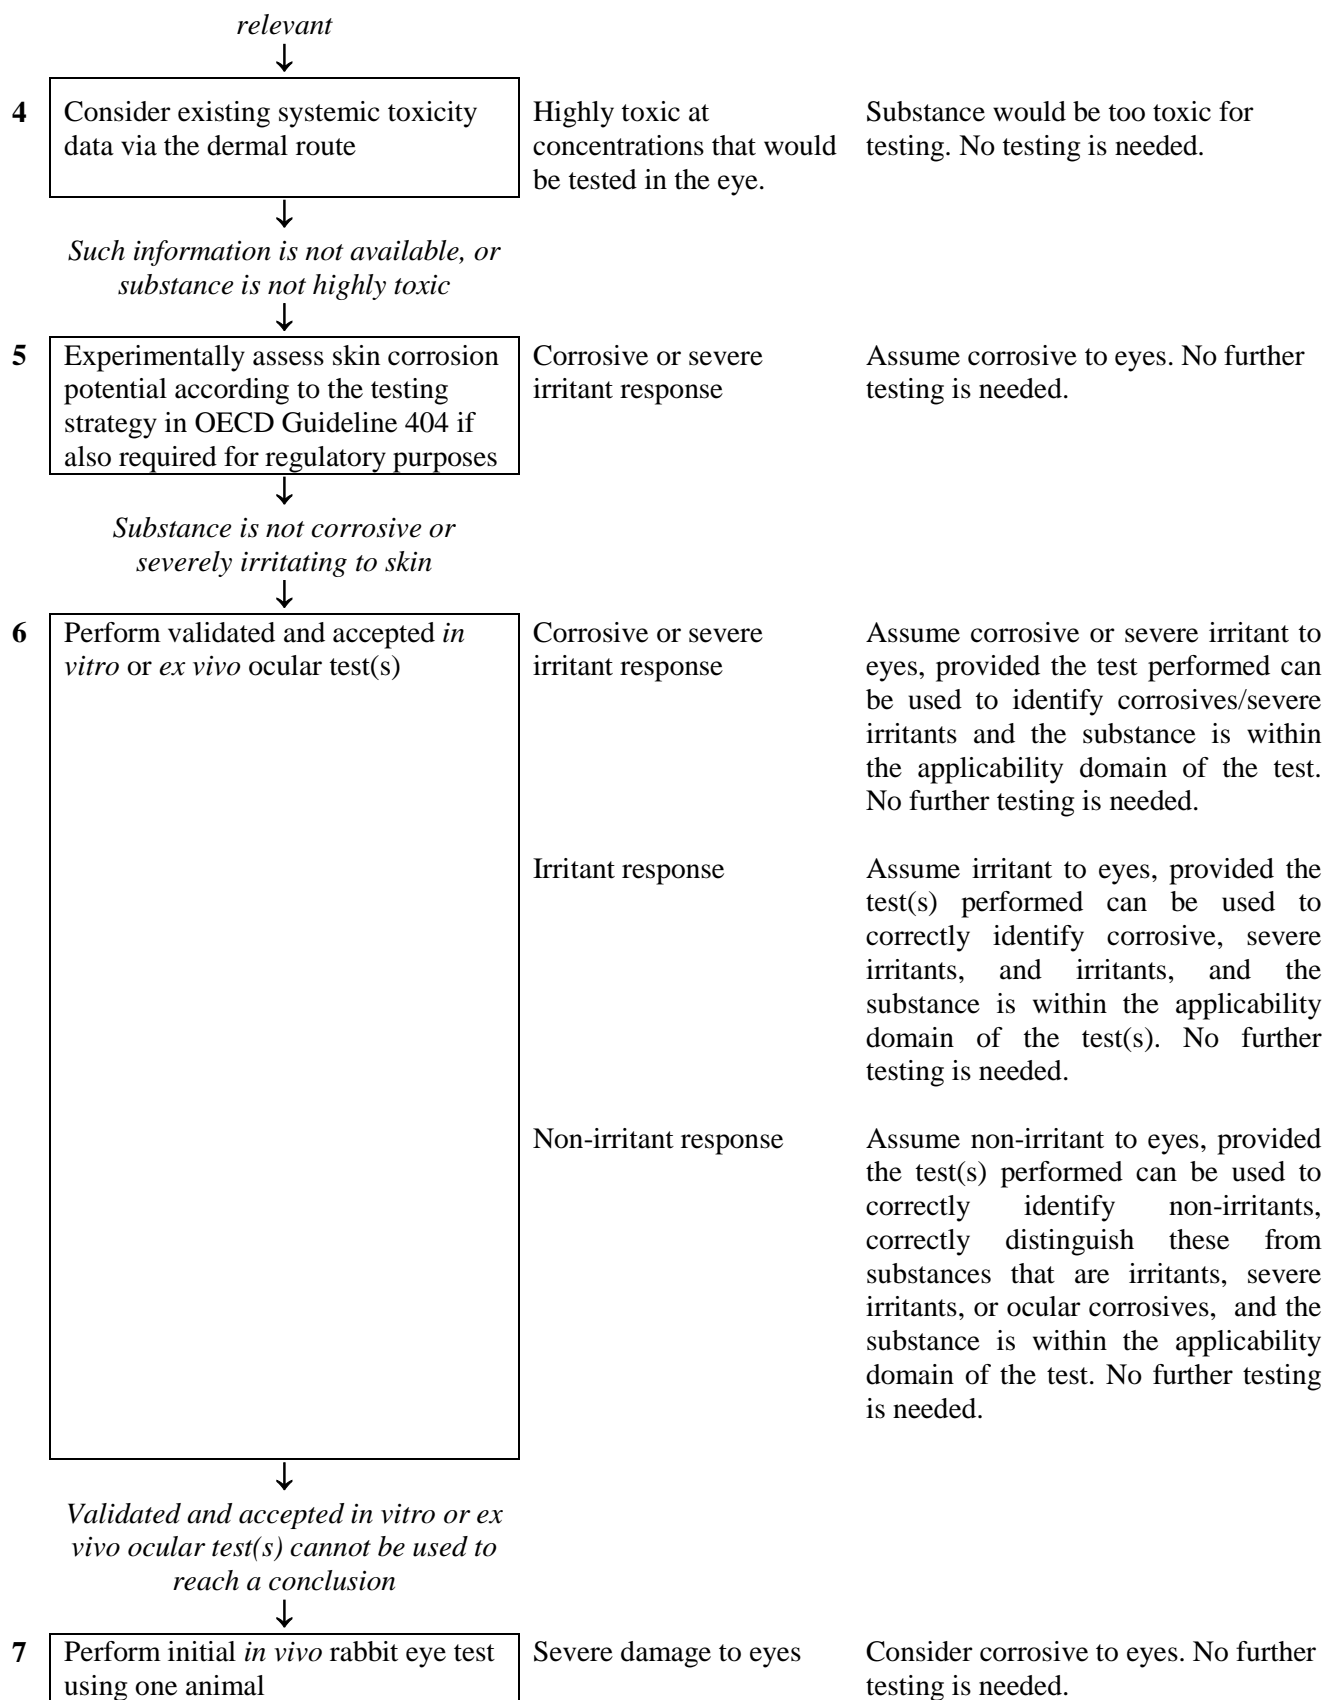 relevant
↓
4 Consider existing systemic toxicity Highly toxic at Substance would be too toxic for
data via the dermal route concentrations that would testing. No testing is needed.
be tested in the eye.
↓
Such information is not available, or
substance is not highly toxic
↓
5 Experimentally assess skin corrosion Corrosive or severe Assume corrosive to eyes. No further
potential according to the testing irritant response testing is needed.
strategy in OECD Guideline 404 if
also required for regulatory purposes
↓
Substance is not corrosive or
severely irritating to skin
↓
6 Perform validated and accepted in Corrosive or severe Assume corrosive or severe irritant to
vitro or ex vivo ocular test(s) irritant response eyes, provided the test performed can
be used to identify corrosives/severe
irritants and the substance is within
the applicability domain of the test.
No further testing is needed.
Irritant response Assume irritant to eyes, provided the
test(s) performed can be used to
correctly identify corrosive, severe
irritants, and irritants, and the
substance is within the applicability
domain of the test(s). No further
testing is needed.
Non-irritant response Assume non-irritant to eyes, provided
the test(s) performed can be used to
correctly identify non-irritants,
correctly distinguish these from
substances that are irritants, severe
irritants, or ocular corrosives, and the
substance is within the applicability
domain of the test. No further testing
is needed.
↓
Validated and accepted in vitro or ex
vivo ocular test(s) cannot be used to
reach a conclusion
↓
7 Perform initial in vivo rabbit eye test Severe damage to eyes Consider corrosive to eyes. No further
using one animal testing is needed.